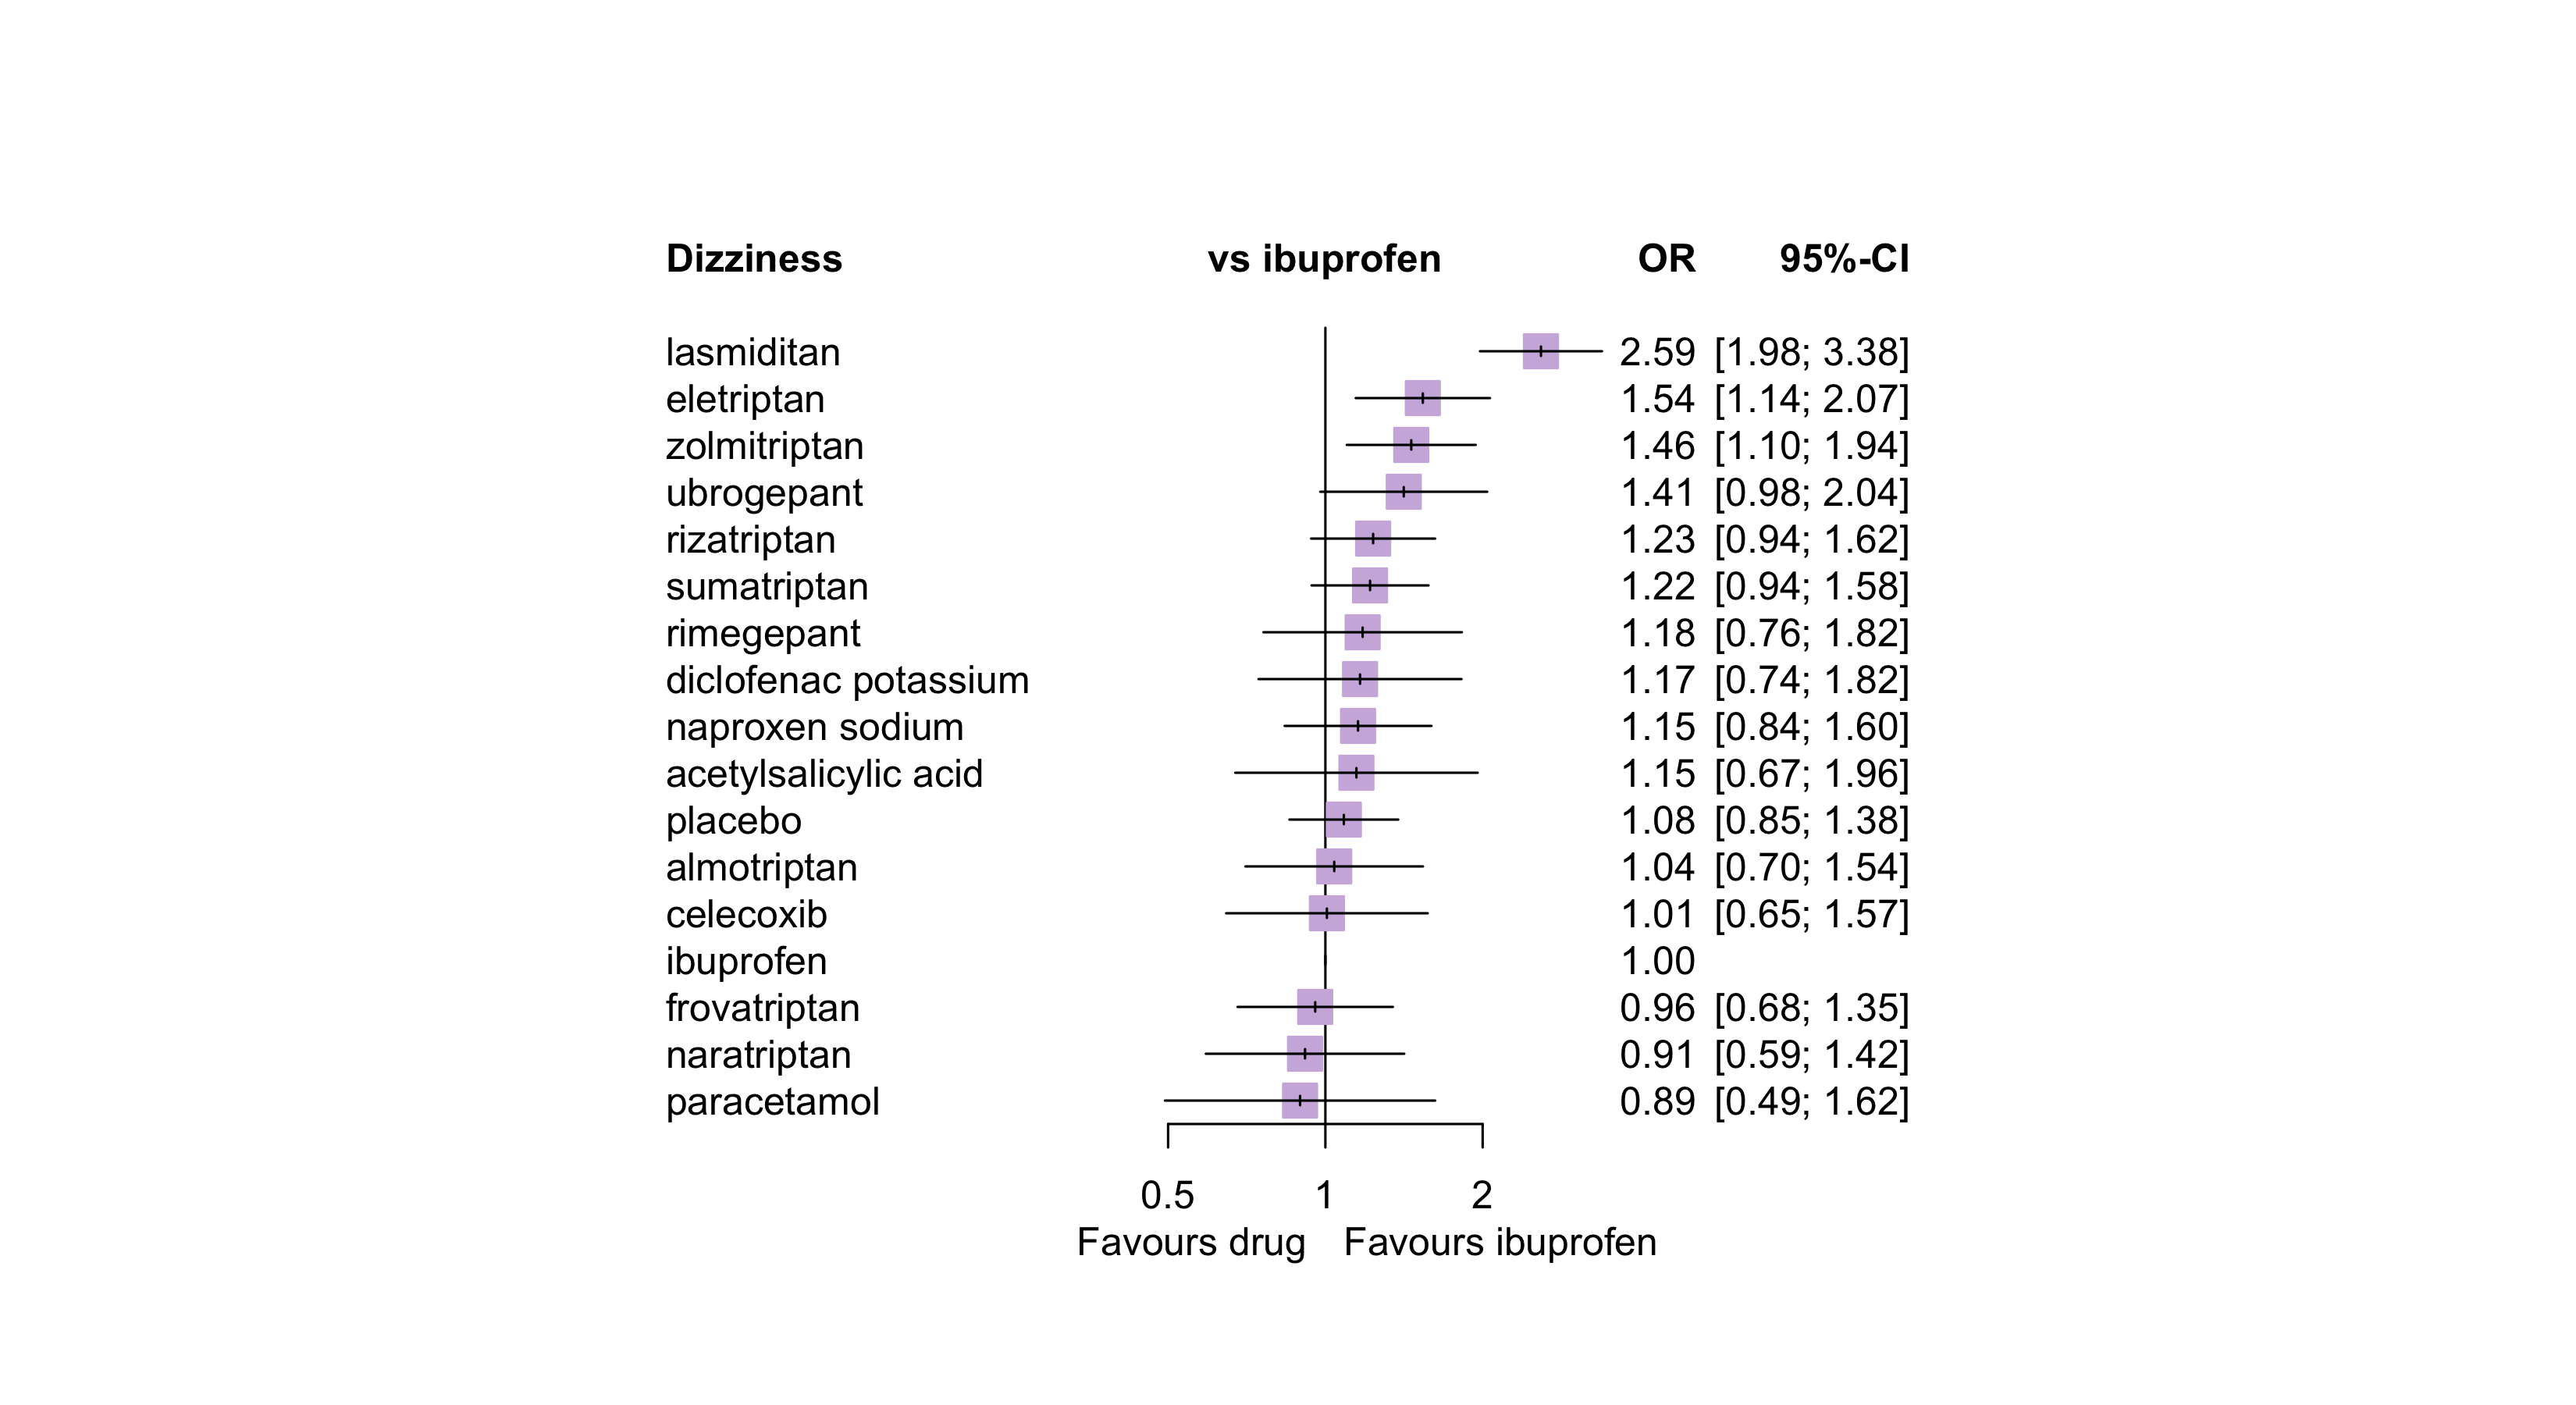 Dizziness vs ibuprofen OR 95%-CI
lasmiditan 2.59 [1.98; 3.38]
eletriptan 1.54 [1.14; 2.07]
zolmitriptan 1.46 [1.10; 1.94]
ubrogepant 1.41 [0.98; 2.04]
rizatriptan 1.23 [0.94; 1.62]
sumatriptan 1.22 [0.94; 1.58]
rimegepant 1.18 [0.76; 1.82]
diclofenac potassium 1.17 [0.74; 1.82]
naproxen sodium 1.15 [0.84; 1.60]
acetylsalicylic acid 1.15 [0.67; 1.96]
placebo 1.08 [0.85; 1.38]
almotriptan 1.04 [0.70; 1.54]
celecoxib 1.01 [0.65; 1.57]
ibuprofen 1.00
frovatriptan 0.96 [0.68; 1.35]
naratriptan 0.91 [0.59; 1.42]
paracetamol 0.89 [0.49; 1.62]
0.5 1 2
Favours drug Favours ibuprofen